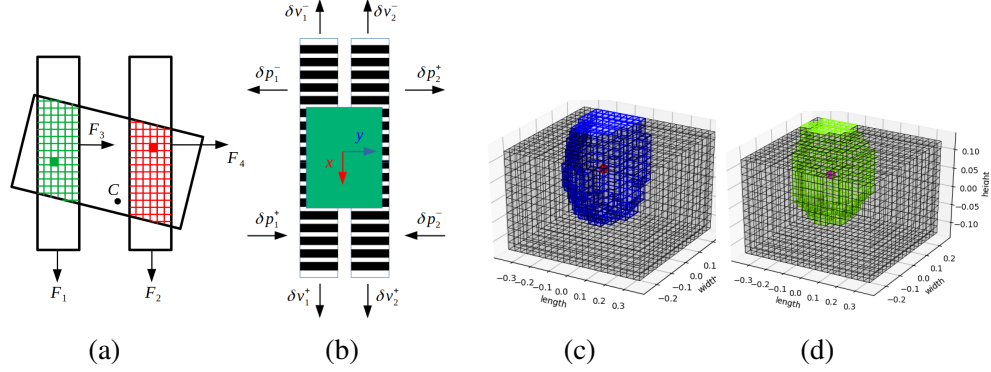 δv₁⁻ δv₂⁻
δp₁⁻ δp₂⁺
F₃
F₄
C
y
x
δp₁⁺ δp₂⁻
F₁ F₂
δv₁⁺ δv₂⁺
−0.3 −0.2 −0.1 0.0 0.1 0.2 0.3
length
−0.2 −0.1 0.0 0.1
width
−0.3 −0.2 −0.1 0.0 0.1 0.2 0.3
length
−0.2 −0.1 0.0 0.1 0.2
width
0.10
0.05
0.00
−0.05
−0.10
height
(a) (b) (c) (d)